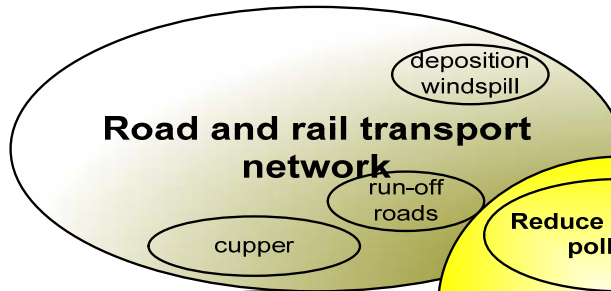 deposition
windspill
Road and rail transport
network
run-off
roads
cupper
Reduce
poll